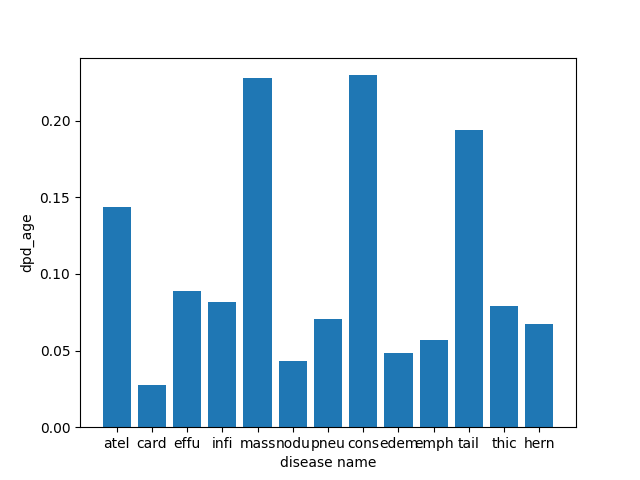 dpd_age
0.20
0.15
0.10
0.05
0.00
atel card effu infi mass nodu pneu cons edem emph tail thic hern
disease name